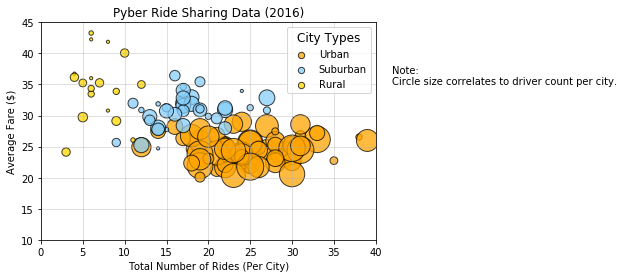 Pyber Ride Sharing Data (2016)
45
40
35
30
25
20
15
10
Average Fare ($)
City Types
Urban
Suburban
Rural
Note:
Circle size correlates to driver count per city.
0 5 10 15 20 25 30 35 40
Total Number of Rides (Per City)